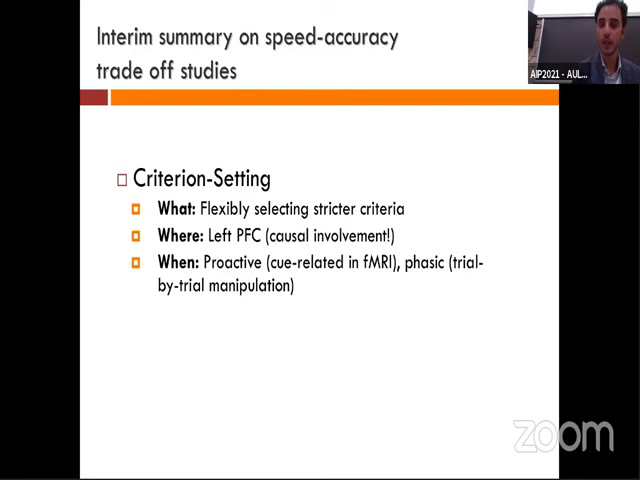 Interim summary on speed-accuracy
trade off studies
AIP2021 - AUL...
Criterion-Setting
What: Flexibly selecting stricter criteria
Where: Left PFC (causal involvement!)
When: Proactive (cue-related in fMRI), phasic (trial-
by-trial manipulation)
zoom